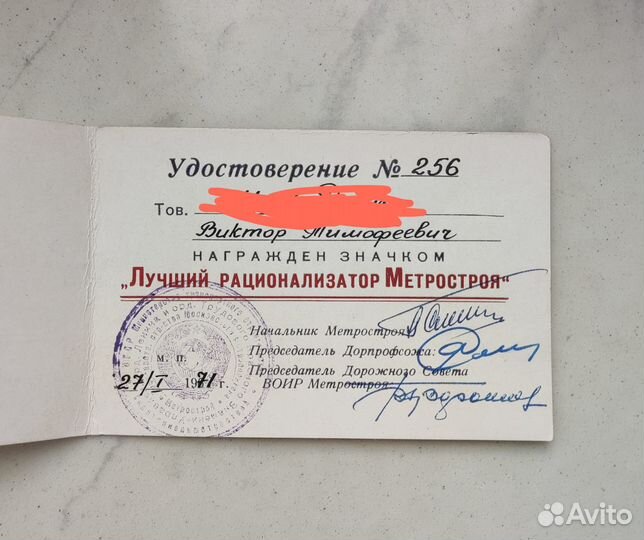 Удостоверение № 256
Тов.
Виктор Тимофеевич
НАГРАЖДЕН ЗНАЧКОМ
„ЛУЧШИЙ РАЦИОНАЛИЗАТОР МЕТРОСТРОЯ“
Начальник Метростроя
Председатель Дорпрофсожа:
м. п.
Председатель Дорожного Совета
27/I 1971 г.
ВОИР Метростроя
Avito